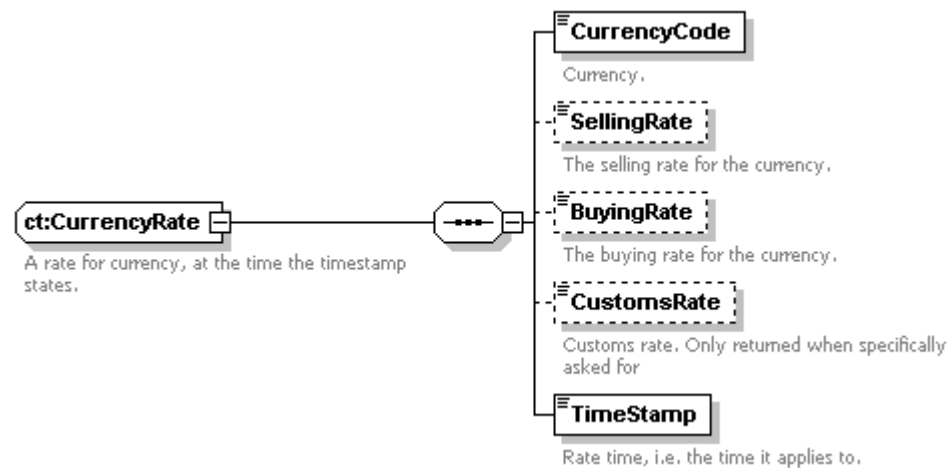 CurrencyCode
Currency.
SellingRate
The selling rate for the currency.
ct:CurrencyRate
A rate for currency, at the time the timestamp
states.
BuyingRate
The buying rate for the currency.
CustomsRate
Customs rate. Only returned when specifically
asked for
TimeStamp
Rate time, i.e. the time it applies to.